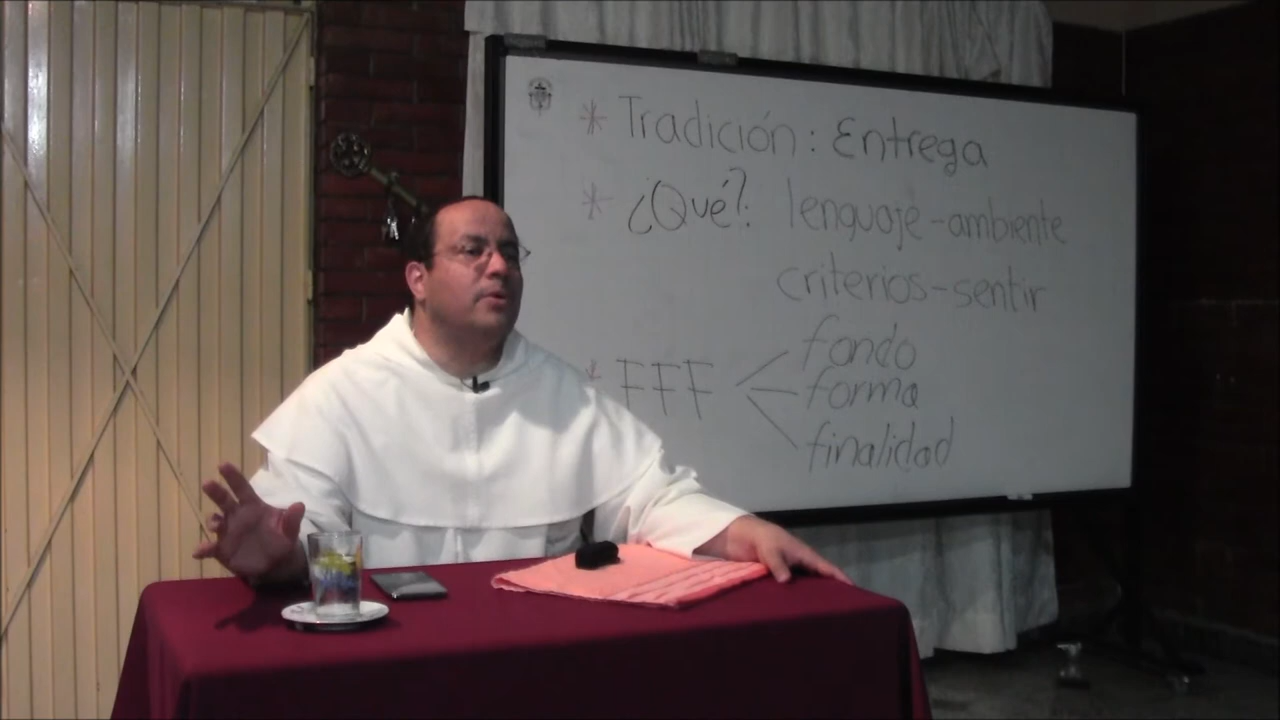 * Tradición: Entrega
* ¿Qué?: lenguaje-ambiente
criterios-sentir
* FFF < fondo
forma
finalidad